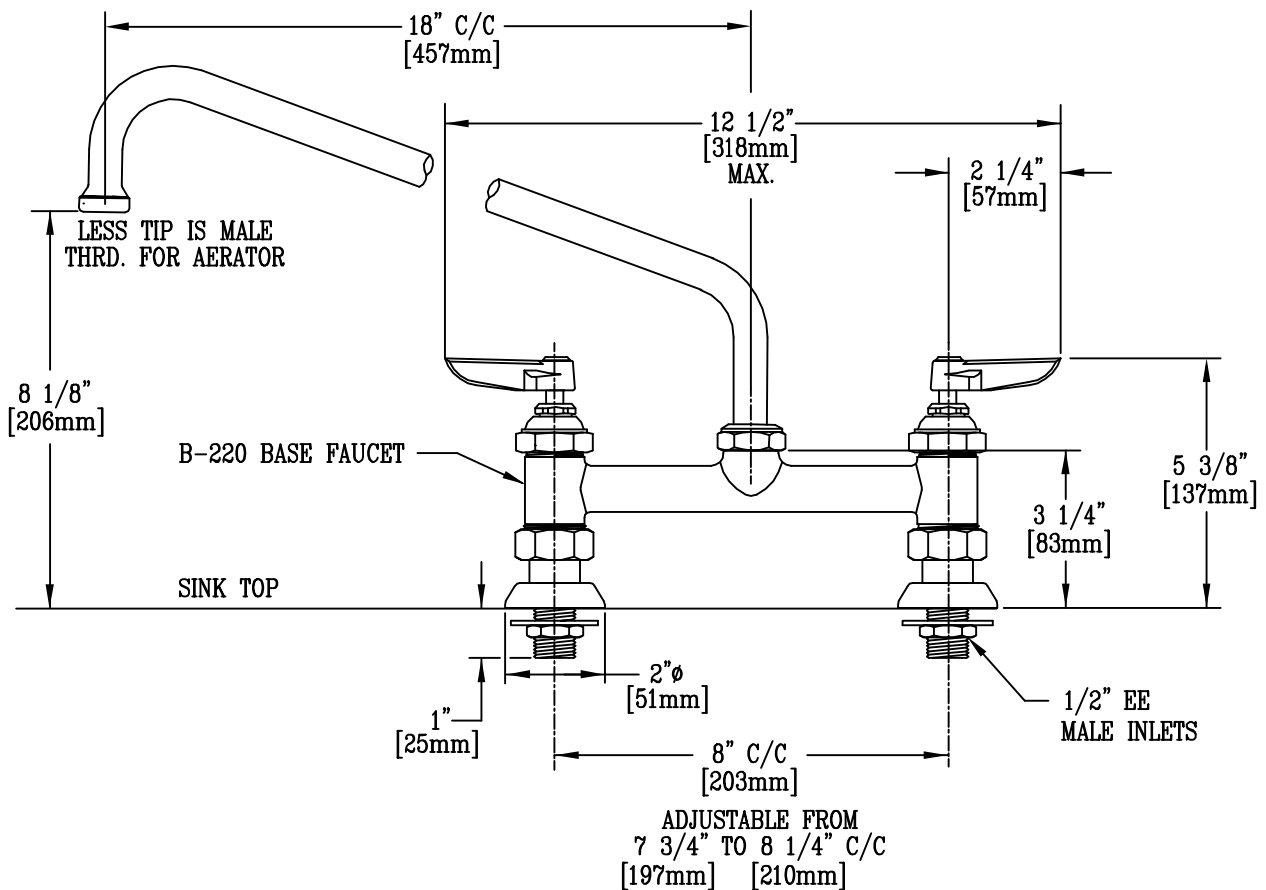 18" C/C
[457mm]
12 1/2"
[318mm]
MAX.
2 1/4"
[57mm]
LESS TIP IS MALE
THRD. FOR AERATOR
8 1/8"
[206mm]
B-220 BASE FAUCET
5 3/8"
[137mm]
3 1/4"
[83mm]
SINK TOP
2"ø
[51mm]
1"
[25mm]
1/2" EE
MALE INLETS
8" C/C
[203mm]
ADJUSTABLE FROM
7 3/4" TO 8 1/4" C/C
[197mm] [210mm]